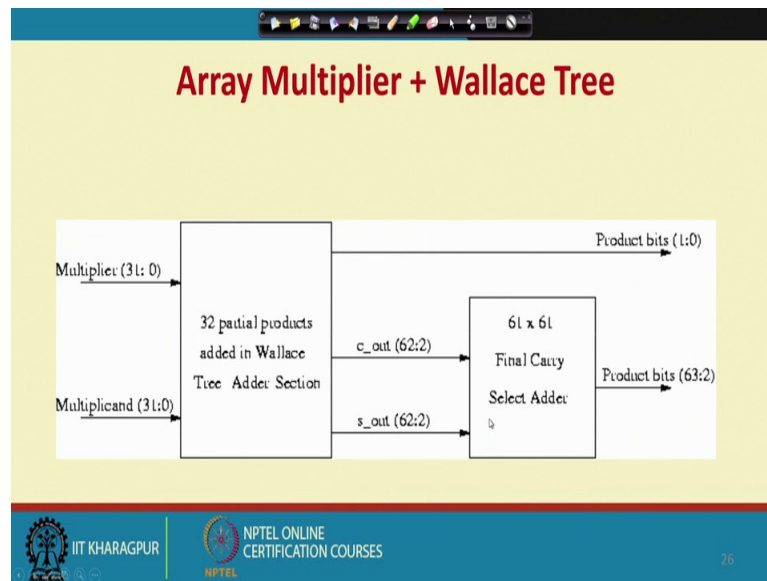 Array Multiplier + Wallace Tree
Product bits (1:0)
Multiplier (31: 0)
32 partial products
added in Wallace
Tree Adder Section
c_out (62:2)
61 x 61
Final Carry
Select Adder
Product bits (63:2)
Multiplicand (31:0)
s_out (62:2)
IIT KHARAGPUR
NPTEL
NPTEL ONLINE
CERTIFICATION COURSES
26